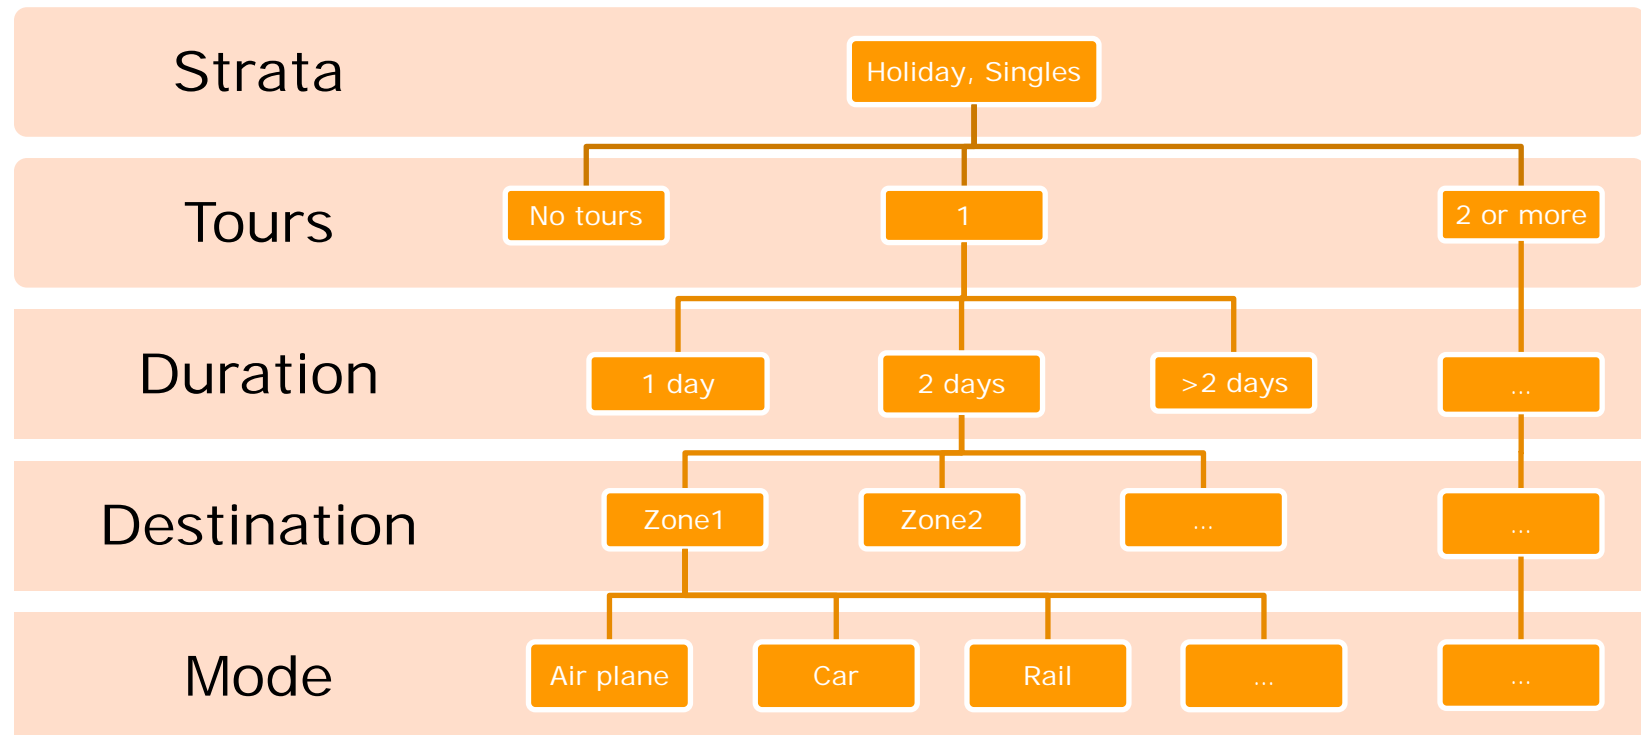 Strata
Holiday, Singles
Tours
No tours
1
2 or more
Duration
1 day
2 days
>2 days
...
Destination
Zone1
Zone2
...
...
Mode
Air plane
Car
Rail
...
...